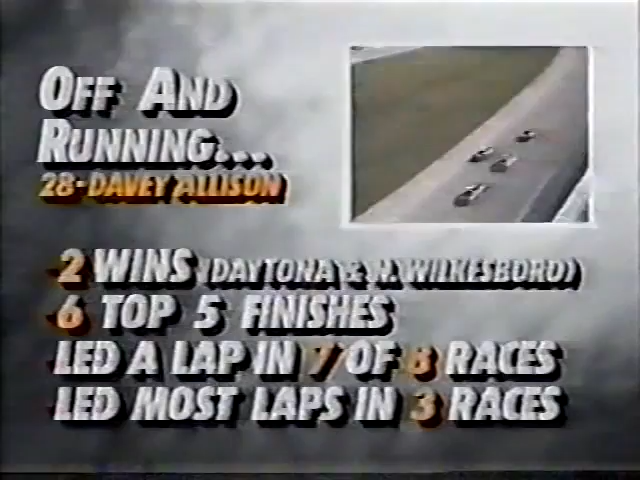 OFF AND
RUNNING...
28-DAVEY ALLISON
2 WINS (DAYTONA & N. WILKESBORO)
6 TOP 5 FINISHES
LED A LAP IN 7 OF 8 RACES
LED MOST LAPS IN 3 RACES